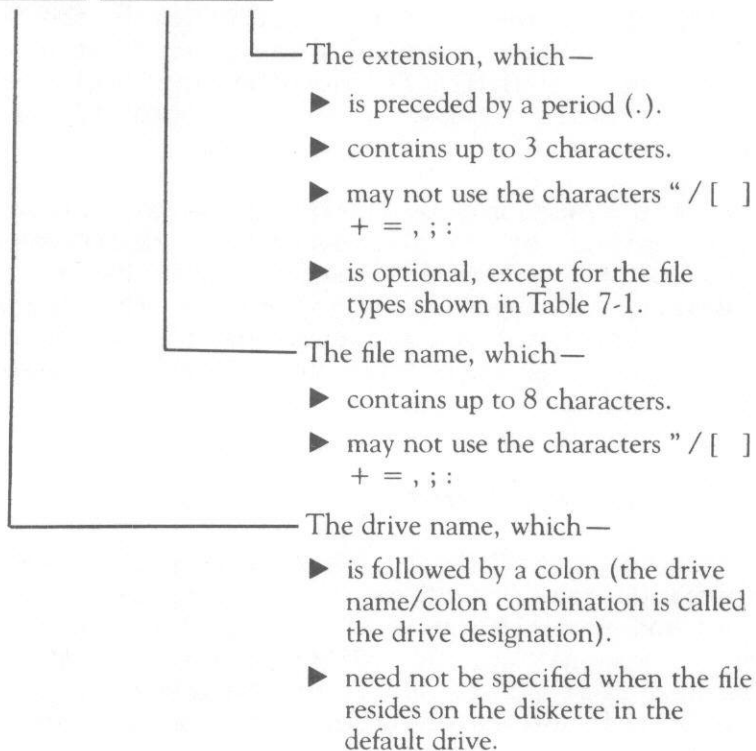 The extension, which—
▶ is preceded by a period (.).
▶ contains up to 3 characters.
▶ may not use the characters “ / [ ]
+ = , ; :
▶ is optional, except for the file
types shown in Table 7-1.
The file name, which—
▶ contains up to 8 characters.
▶ may not use the characters ” / [ ]
+ = , ; :
The drive name, which—
▶ is followed by a colon (the drive
name/colon combination is called
the drive designation).
▶ need not be specified when the file
resides on the diskette in the
default drive.